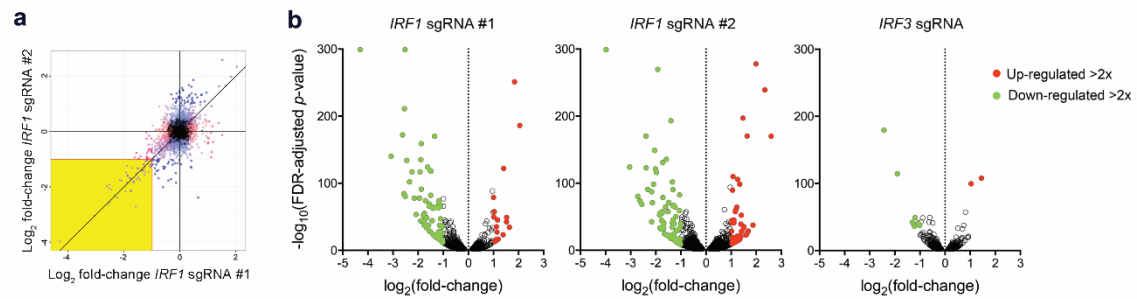 a
Log₂ fold-change IRF1 sgRNA #2
2
0
-2
-4
-4
-2
0
2
Log₂ fold-change IRF1 sgRNA #1
b
IRF1 sgRNA #1
IRF1 sgRNA #2
IRF3 sgRNA
-log₁₀(FDR-adjusted p-value)
300
200
100
0
-5 -4 -3 -2 -1 0 1 2 3
log₂(fold-change)
300
200
100
0
-5 -4 -3 -2 -1 0 1 2 3
log₂(fold-change)
300
200
100
0
-5 -4 -3 -2 -1 0 1 2 3
log₂(fold-change)
Up-regulated >2x
Down-regulated >2x